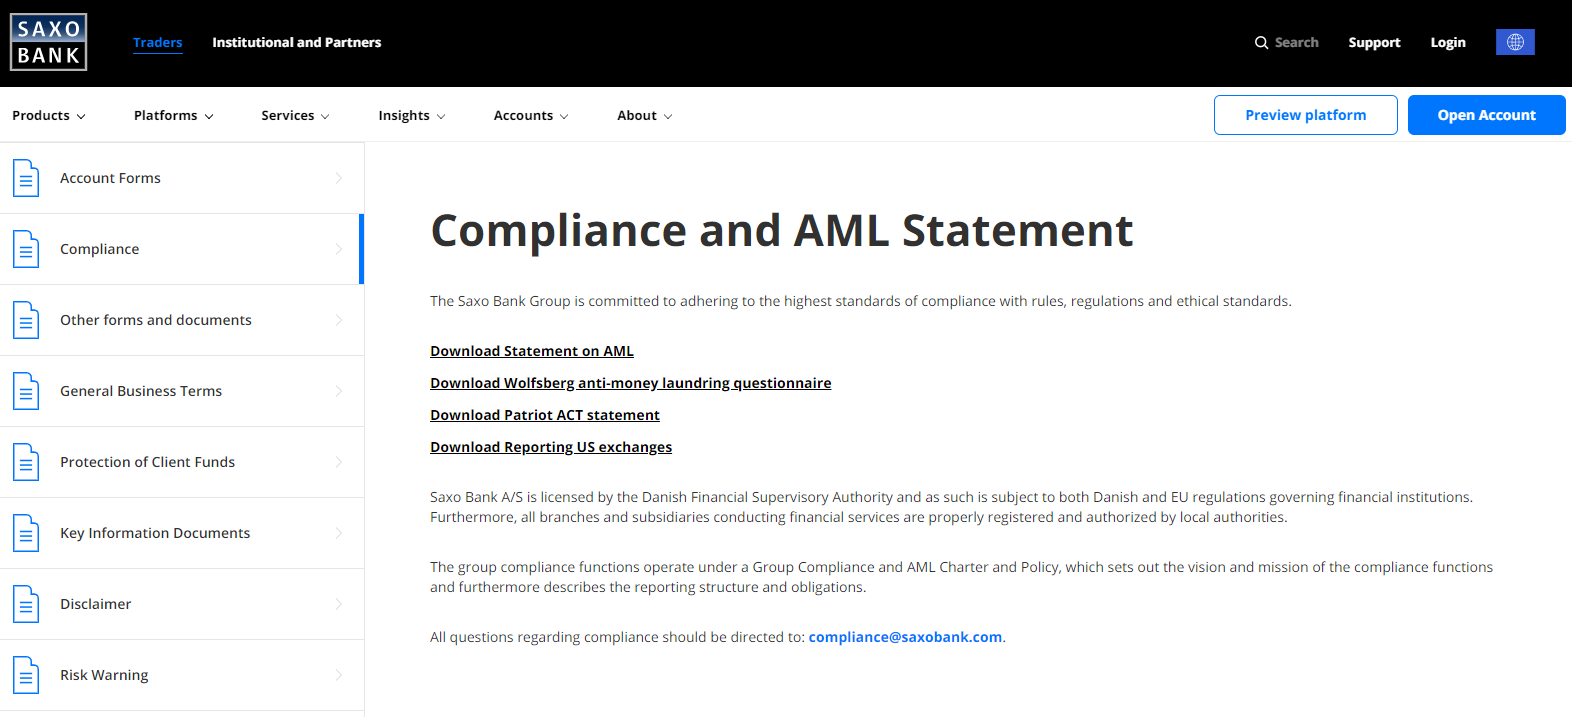 SAXO
BANK
Traders
Institutional and Partners
Search
Support
Login
Products
Platforms
Services
Insights
Accounts
About
Preview platform
Open Account
Account Forms
Compliance
Other forms and documents
General Business Terms
Protection of Client Funds
Key Information Documents
Disclaimer
Risk Warning
Compliance and AML Statement
The Saxo Bank Group is committed to adhering to the highest standards of compliance with rules, regulations and ethical standards.
Download Statement on AML
Download Wolfsberg anti-money laundring questionnaire
Download Patriot ACT statement
Download Reporting US exchanges
Saxo Bank A/S is licensed by the Danish Financial Supervisory Authority and as such is subject to both Danish and EU regulations governing financial institutions.
Furthermore, all branches and subsidiaries conducting financial services are properly registered and authorized by local authorities.
The group compliance functions operate under a Group Compliance and AML Charter and Policy, which sets out the vision and mission of the compliance functions
and furthermore describes the reporting structure and obligations.
All questions regarding compliance should be directed to: compliance@saxobank.com.